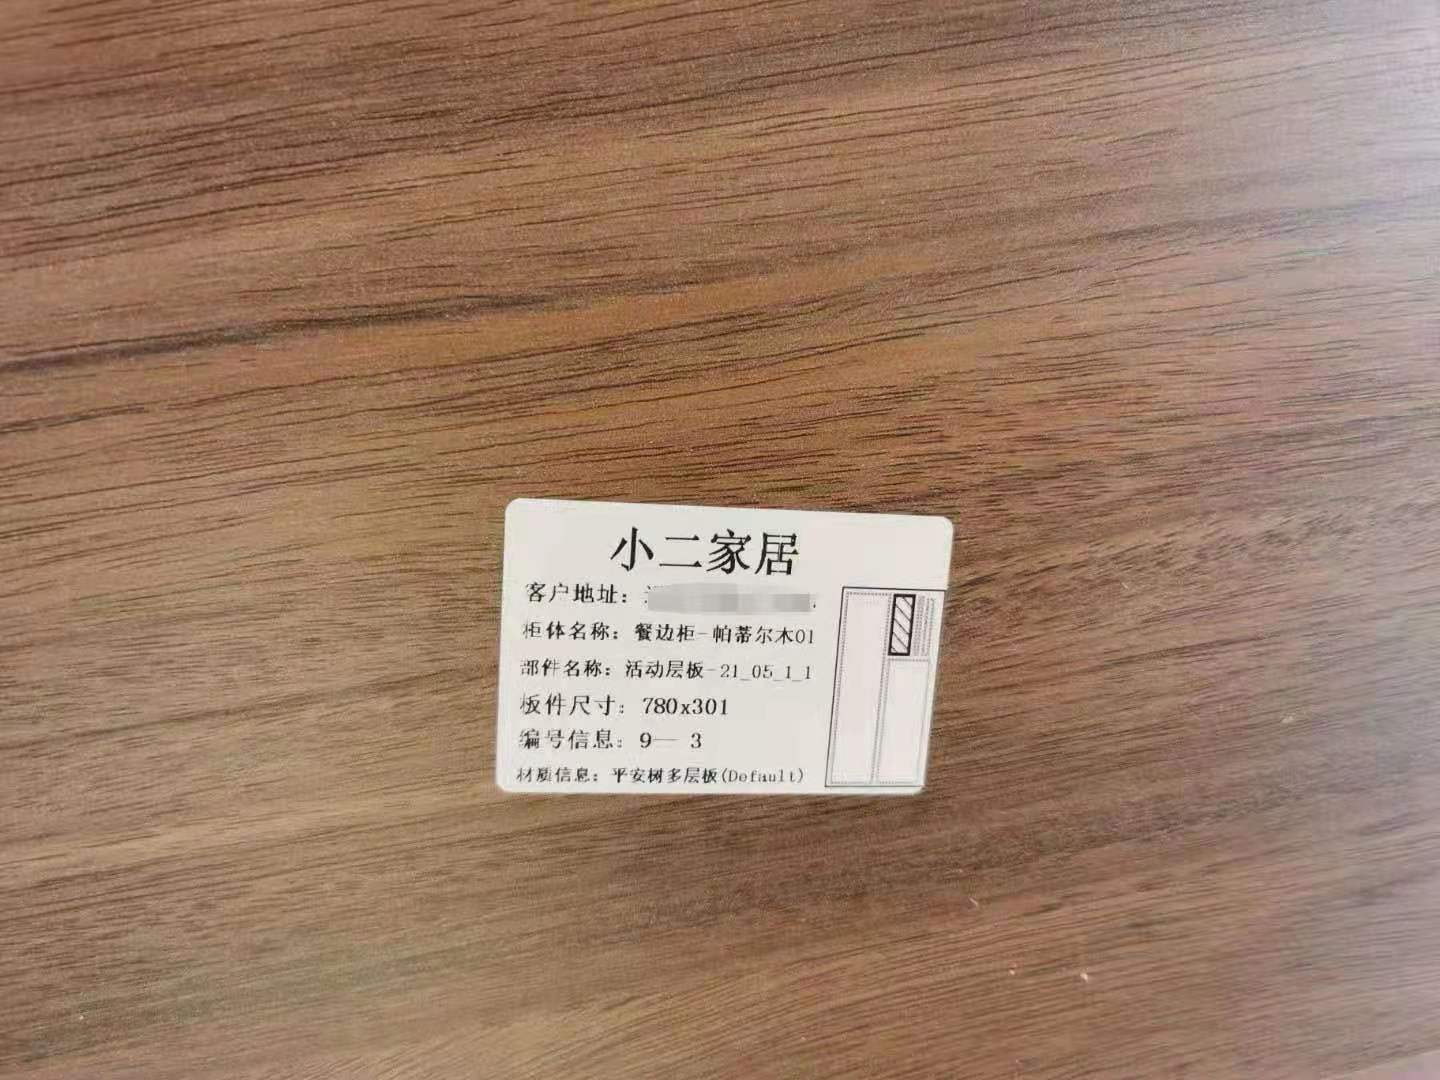 小二家居
客户地址：
柜体名称：餐边柜-帕蒂尔木01
部件名称：活动层板-21_05_1_1
板件尺寸：780x301
编号信息：9— 3
材质信息：平安树多层板(Default)